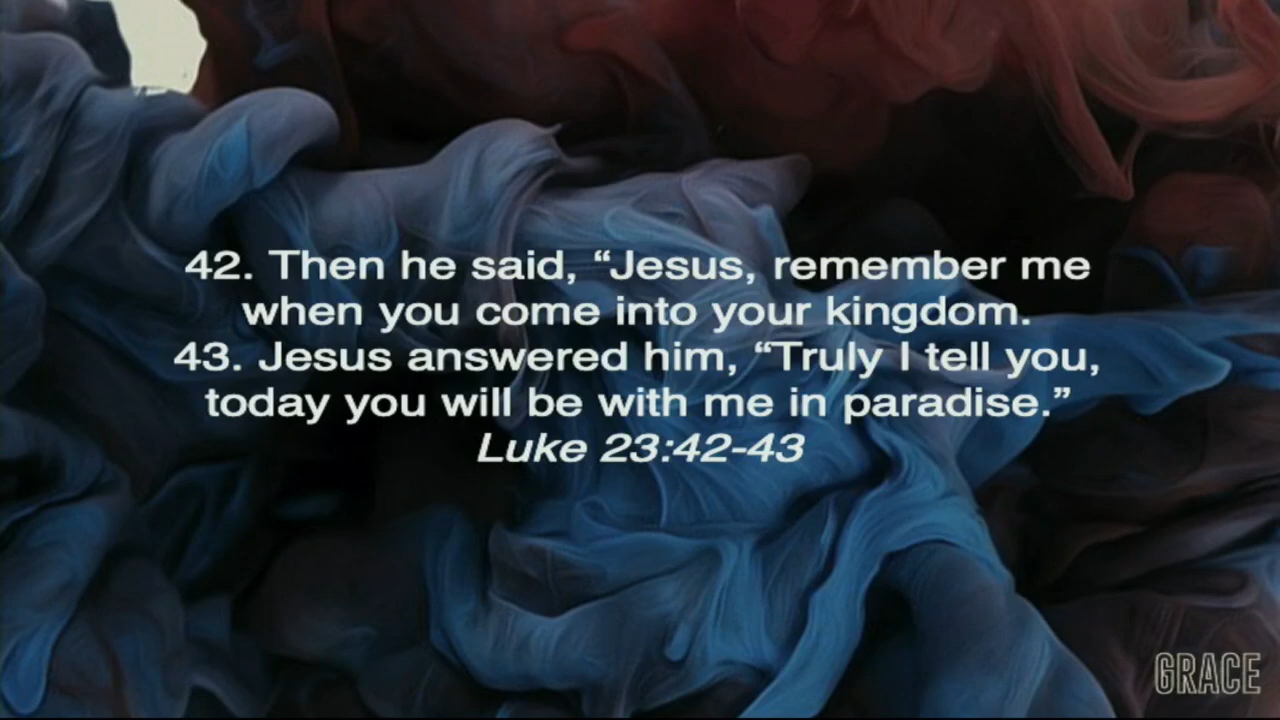 42. Then he said, “Jesus, remember me
when you come into your kingdom.
43. Jesus answered him, “Truly I tell you,
today you will be with me in paradise.”
Luke 23:42-43
GRACE